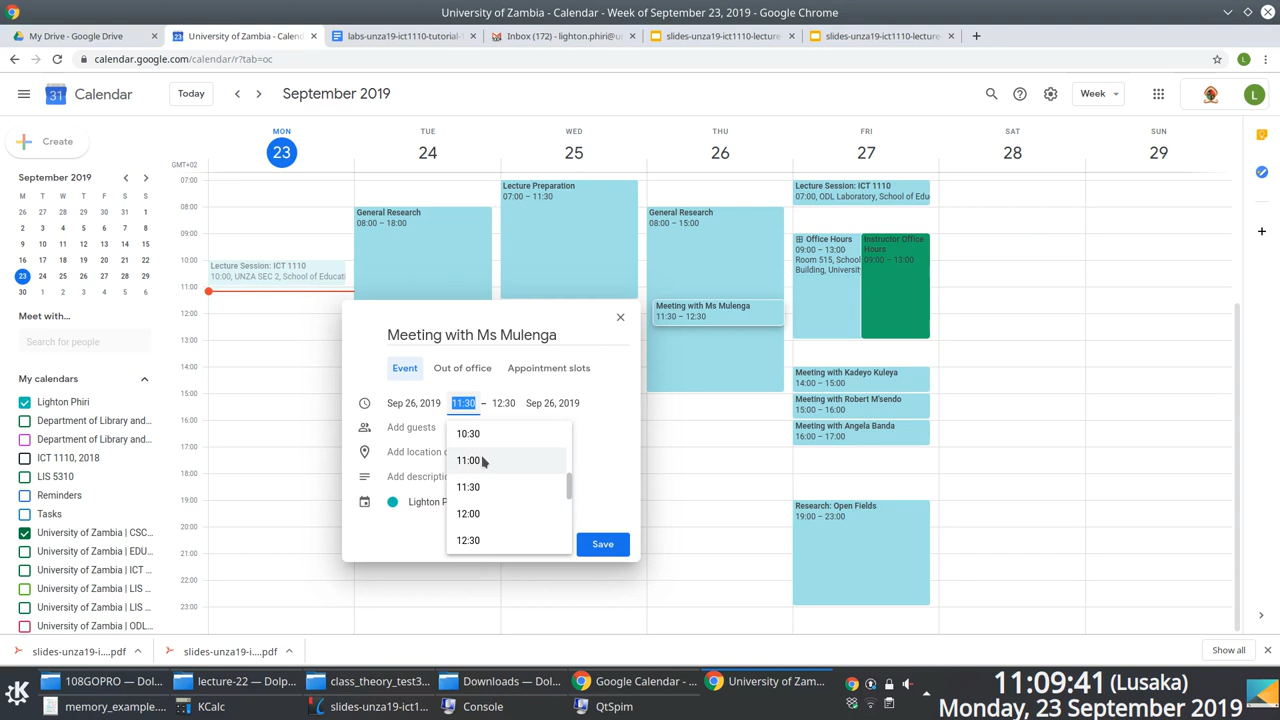 University of Zambia - Calendar - Week of September 23, 2019 - Google Chrome
My Drive - Google Drive
University of Zambia - Calend
labs-unza19-ict1110-tutorial-
Inbox (172) - lighton.phiri@u
slides-unza19-ict1110-lecture-
slides-unza19-ict1110-lecture-
calendar.google.com/calendar/r?tab=oc
L
31
Calendar
Today
September 2019
Week
L
Create
MON
TUE
WED
THU
FRI
SAT
SUN
23
24
25
26
27
28
29
GMT+02
September 2019
M T W T F S S
26 27 28 29 30 31 1
2 3 4 5 6 7 8
9 10 11 12 13 14 15
16 17 18 19 20 21 22
23 24 25 26 27 28 29
30 1 2 3 4 5 6
Meet with...
Search for people
My calendars
Lighton Phiri
Department of Library and...
Department of Library and...
ICT 1110, 2018
LIS 5310
Reminders
Tasks
University of Zambia | CSC...
University of Zambia | EDU...
University of Zambia | ICT ...
University of Zambia | LIS ...
University of Zambia | LIS ...
University of Zambia | ODL...
07:00
08:00
09:00
10:00
11:00
12:00
13:00
14:00
15:00
16:00
17:00
18:00
19:00
20:00
21:00
22:00
23:00
Lecture Session: ICT 1110
10:00, UNZA SEC 2, School of Educati
General Research
08:00 – 18:00
Lecture Preparation
07:00 – 11:30
General Research
08:00 – 15:00
Meeting with Ms Mulenga
11:30 – 12:30
Lecture Session: ICT 1110
07:00, ODL Laboratory, School of Edu
Office Hours
09:00 – 13:00
Room 515, School
Building, Universit
Instructor Office
Hours
09:00 – 13:00
Meeting with Kadeyo Kuleya
14:00 – 15:00
Meeting with Robert M'sendo
15:00 – 16:00
Meeting with Angela Banda
16:00 – 17:00
Research: Open Fields
19:00 – 23:00
Meeting with Ms Mulenga
Event
Out of office
Appointment slots
Sep 26, 2019 11:30 – 12:30 Sep 26, 2019
Add guests
Add location o
Add descriptio
Lighton P
10:30
11:00
11:30
12:00
12:30
Save
slides-unza19-i....pdf
slides-unza19-i....pdf
Show all
108GOPRO — Dol...
lecture-22 — Dolp...
class_theory_test3...
Downloads — Dol...
Google Calendar - ...
University of Zam...
memory_example....
KCalc
slides-unza19-ict1...
Console
QtSpim
11:09:41 (Lusaka)
Monday, 23 September 2019